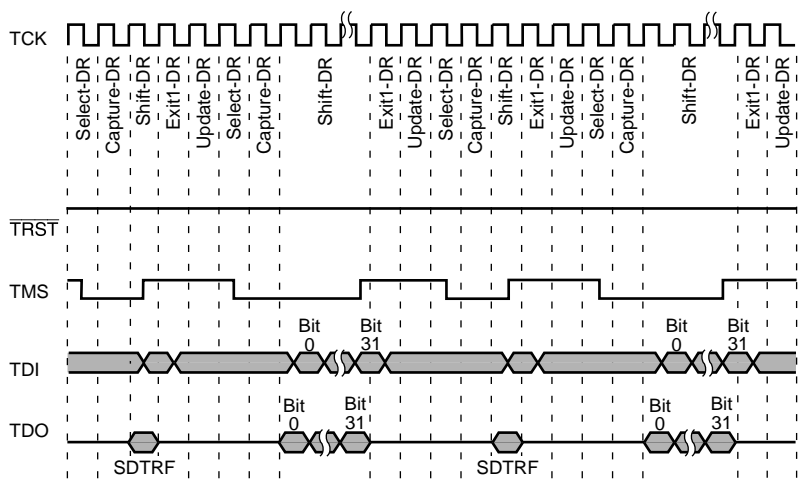 TCK
Select-DR
Capture-DR
Shift-DR
Exit1-DR
Update-DR
Select-DR
Capture-DR
Shift-DR
Exit1-DR
Update-DR
Select-DR
Capture-DR
Shift-DR
Exit1-DR
Update-DR
Select-DR
Capture-DR
Shift-DR
Exit1-DR
Update-DR
TRST
TMS
Bit
0
Bit
31
Bit
0
Bit
31
TDI
Bit
0
Bit
31
Bit
0
Bit
31
TDO
SDTRF
SDTRF